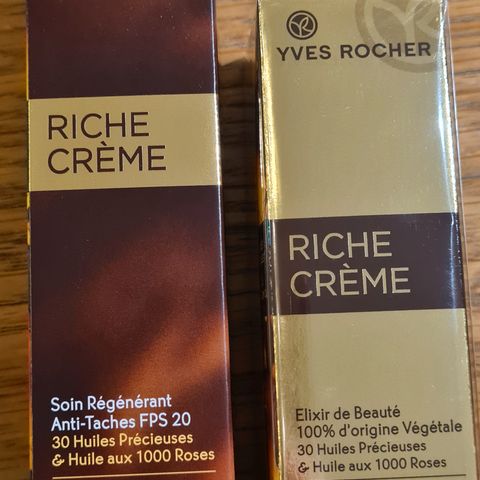 RICHE
CRÈME
Soin Régénérant
Anti-Taches FPS 20
30 Huiles Précieuses
& Huile aux 1000 Roses
YVES ROCHER
RICHE
CRÈME
Elixir de Beauté
100% d'origine Végétale
30 Huiles Précieuses
& Huile aux 1000 Roses